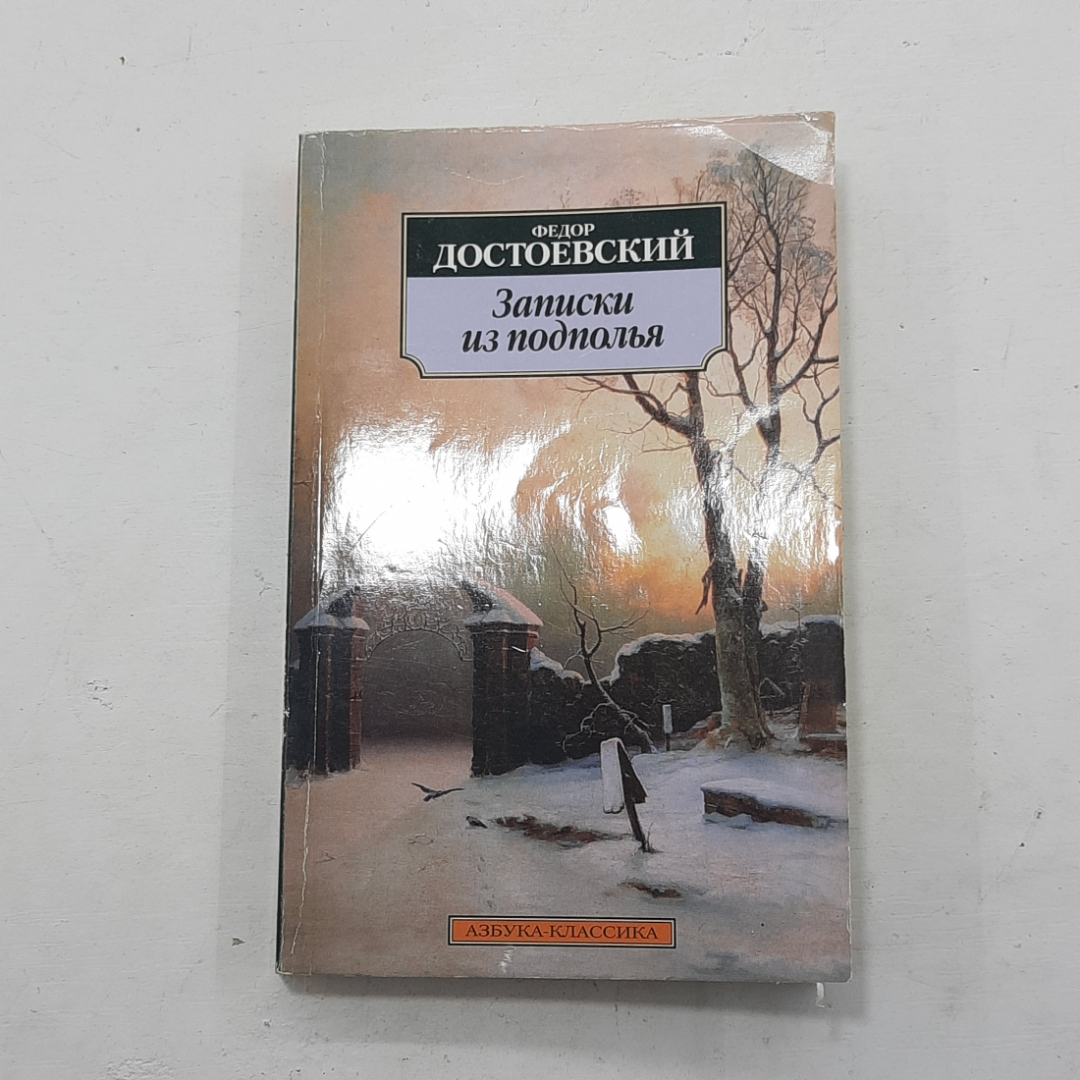 ФЕДОР
ДОСТОЕВСКИЙ
Записки
из подполья
АЗБУКА-КЛАССИКА